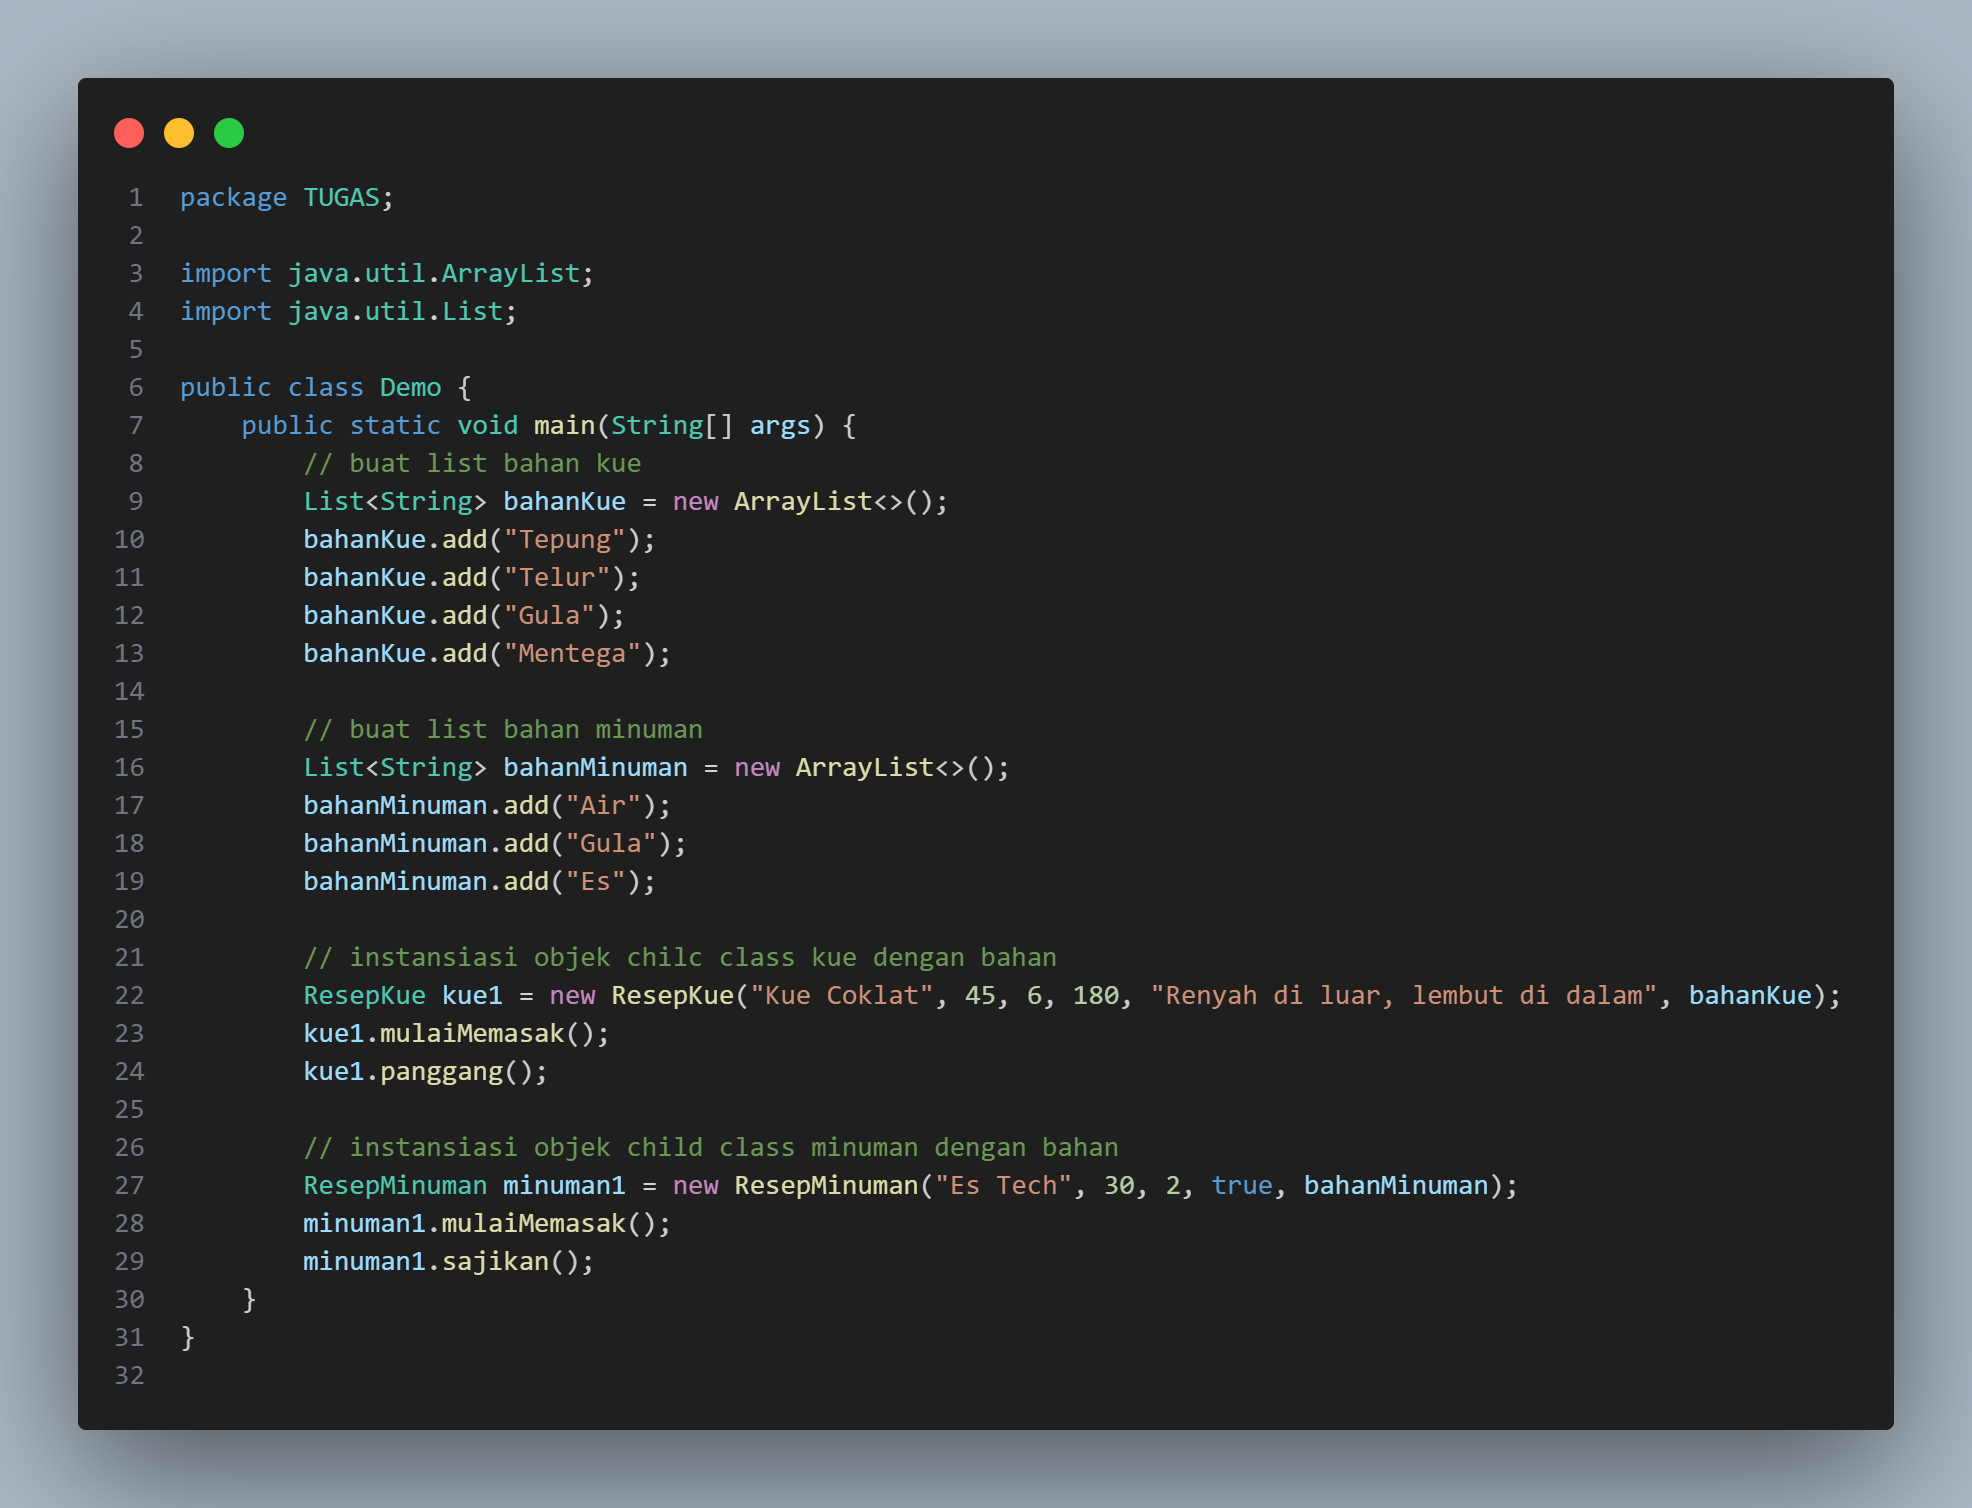 1 package TUGAS;
2
3 import java.util.ArrayList;
4 import java.util.List;
5
6 public class Demo {
7     public static void main(String[] args) {
8         // buat list bahan kue
9         List<String> bahanKue = new ArrayList<>();
10         bahanKue.add("Tepung");
11         bahanKue.add("Telur");
12         bahanKue.add("Gula");
13         bahanKue.add("Mentega");
14
15         // buat list bahan minuman
16         List<String> bahanMinuman = new ArrayList<>();
17         bahanMinuman.add("Air");
18         bahanMinuman.add("Gula");
19         bahanMinuman.add("Es");
20
21         // instansiasi objek chilc class kue dengan bahan
22         ResepKue kue1 = new ResepKue("Kue Coklat", 45, 6, 180, "Renyah di luar, lembut di dalam", bahanKue);
23         kue1.mulaiMemasak();
24         kue1.panggang();
25
26         // instansiasi objek child class minuman dengan bahan
27         ResepMinuman minuman1 = new ResepMinuman("Es Tech", 30, 2, true, bahanMinuman);
28         minuman1.mulaiMemasak();
29         minuman1.sajikan();
30     }
31 }
32